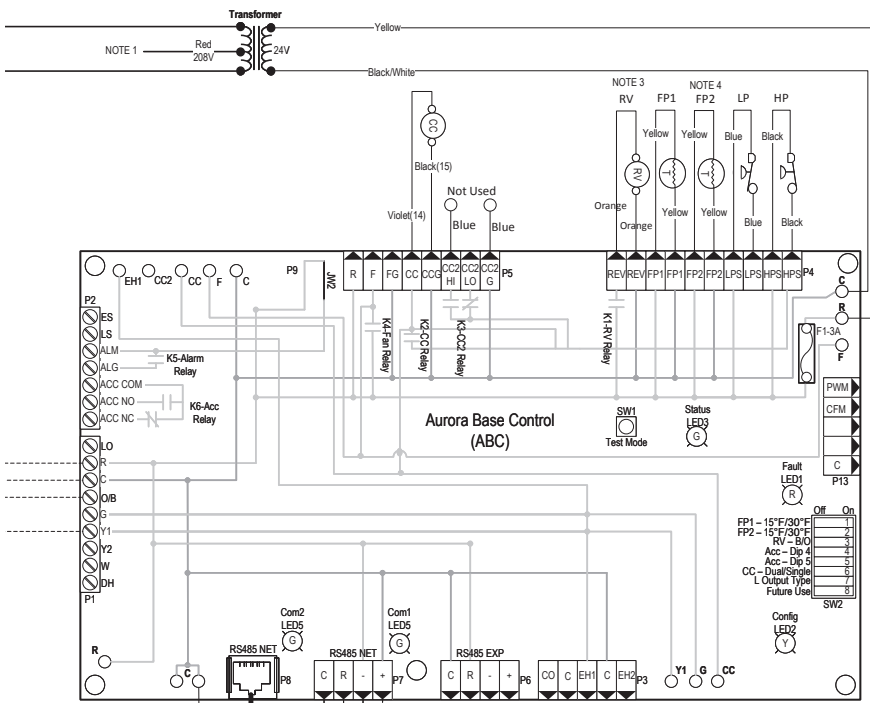 Transformer
Yellow
NOTE 1
Red
208V
24V
Black/White
NOTE 3
NOTE 4
RV
FP1
FP2
LP
HP
CC
Yellow
Yellow
Blue
Black
Black(15)
RV
T
T
Not Used
Violet(14)
Blue
Blue
Orange
Orange
Yellow
Yellow
Blue
Black
EH1
CC2
CC
F
C
P9
JW2
R
F
FG
CC
CCG
CC2 HI
CC2 LO
CC2 G
P5
REV
REV
FP1
FP1
FP2
FP2
LPS
LPS
HPS
HPS
P4
C
R
F1-3A
F
P2
ES
LS
ALM
ALG
ACC COM
ACC NO
ACC NC
K5-Alarm
Relay
K6-Acc
Relay
K4-Fan Relay
K2-CC Relay
K3-CC2 Relay
K1-RV Relay
Aurora Base Control
(ABC)
SW1
Test Mode
Status
LED3
G
PWM
CFM
C
P13
Fault
LED1
R
LO
R
C
O/B
G
Y1
Y2
W
DH
P1
Off On
FP1 – 15°F/30°F 1
FP2 – 15°F/30°F 2
RV – B/O 3
Acc – Dip 4 4
Acc – Dip 5 5
CC – Dual/Single 6
L Output Type 7
Future Use 8
SW2
Config
LED2
Y
Com2
LED5
G
Com1
LED5
G
R
C
RS485 NET
P8
RS485 NET
C
R
-
+
P7
RS485 EXP
C
R
-
+
P6
CO
C
EH1
C
EH2
P3
Y1
G
CC